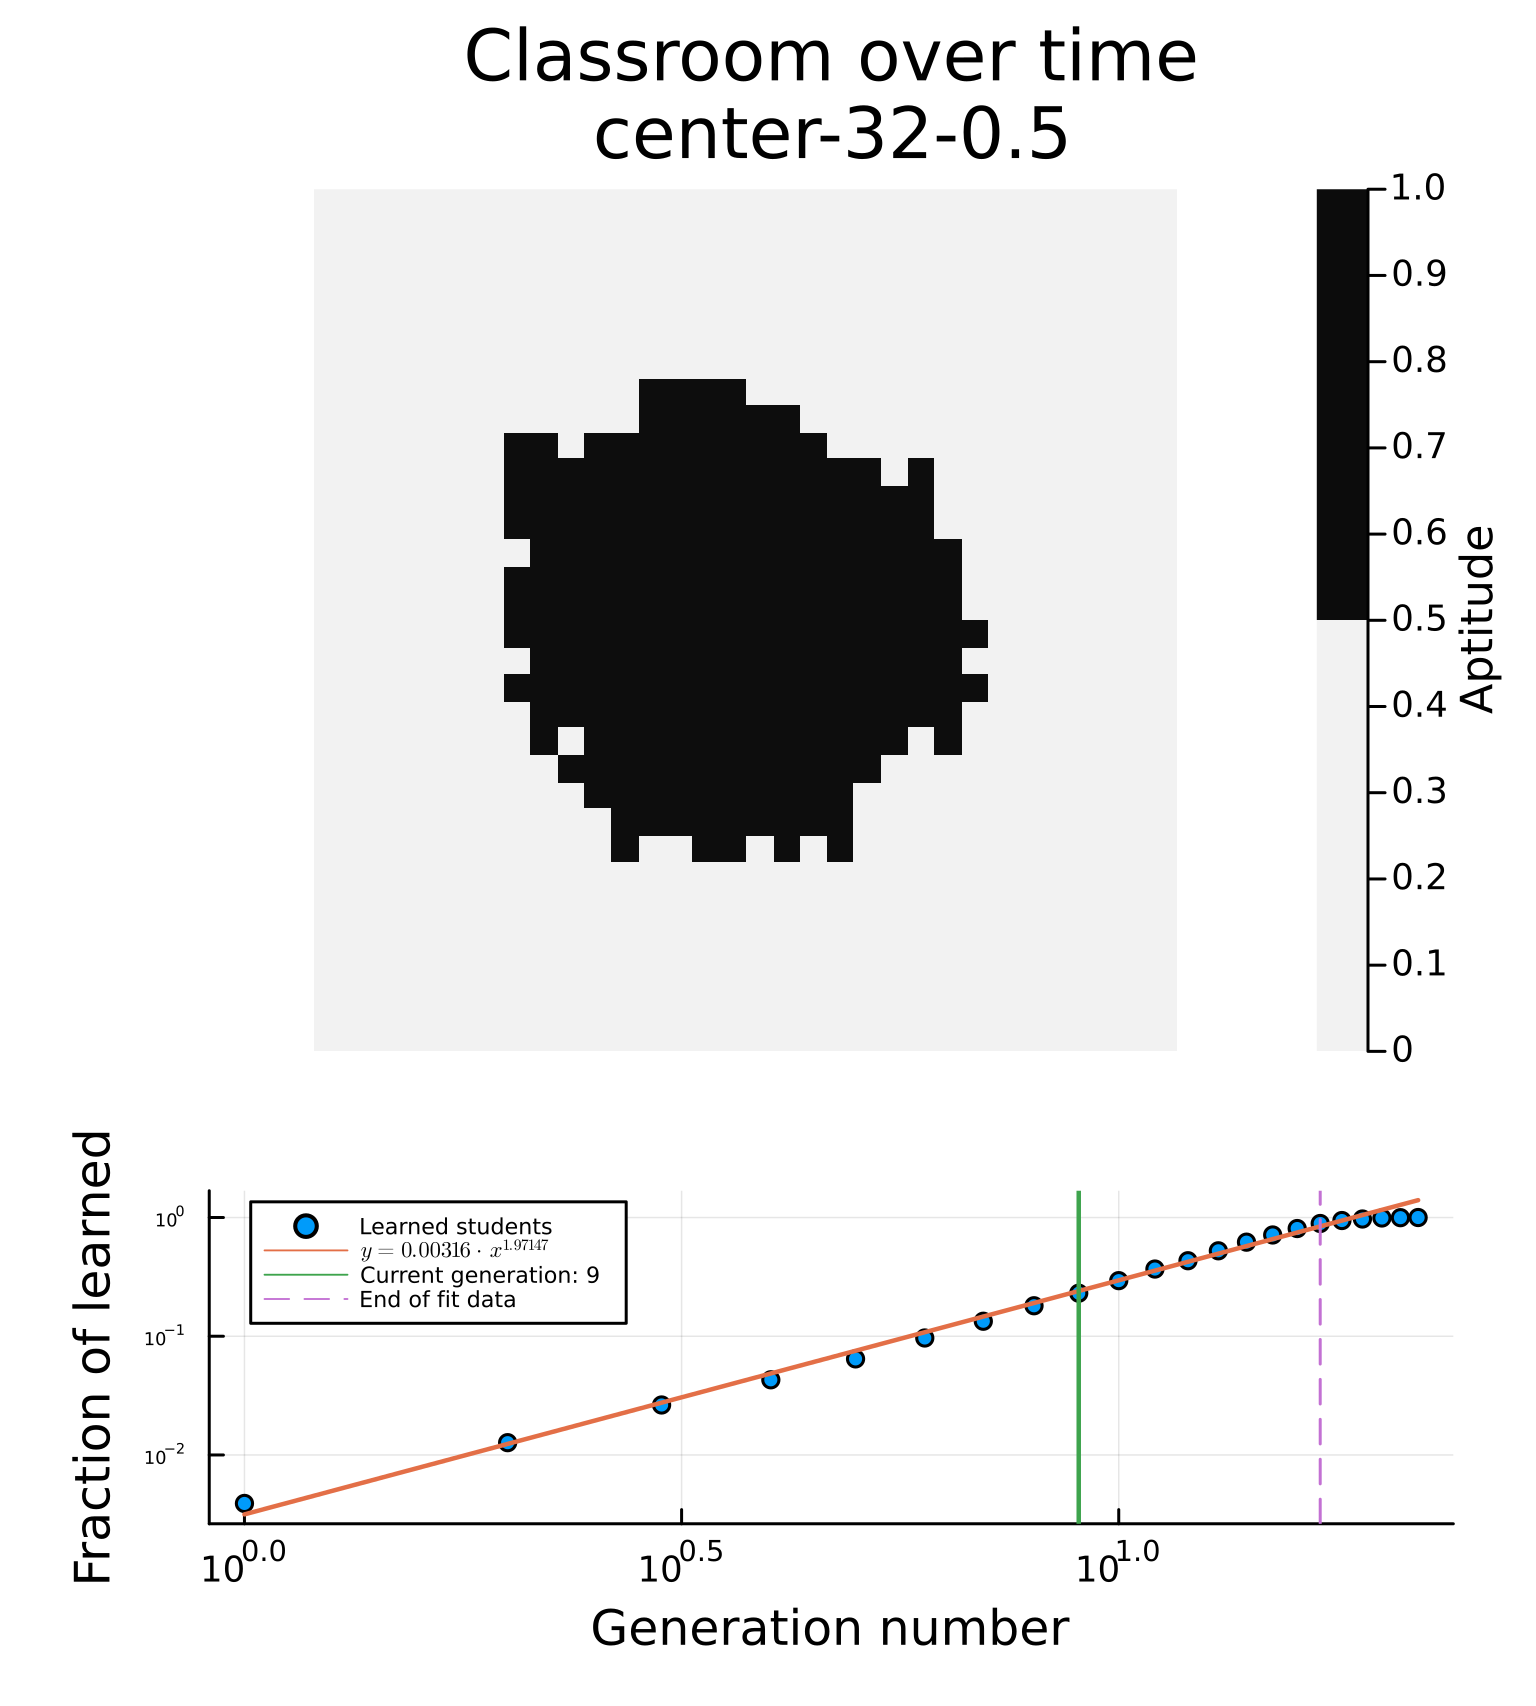 Classroom over time
center-32-0.5
1.0
0.9
0.8
0.7
0.6
0.5
0.4
0.3
0.2
0.1
0
Aptitude
Fraction of learned
10^0
10^-1
10^-2
Learned students
y = 0.00316 · x^1.97147
Current generation: 9
End of fit data
10^0.0
10^0.5
10^1.0
Generation number